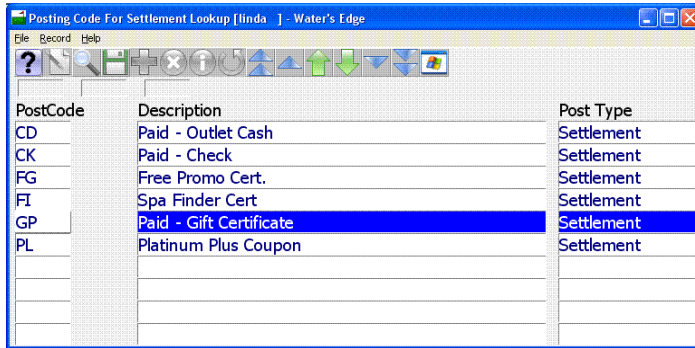 Posting Code For Settlement Lookup [linda ] - Water's Edge
File Record Help
?
PostCode Description Post Type
CD Paid - Outlet Cash Settlement
CK Paid - Check Settlement
FG Free Promo Cert. Settlement
FI Spa Finder Cert Settlement
GP Paid - Gift Certificate Settlement
PL Platinum Plus Coupon Settlement